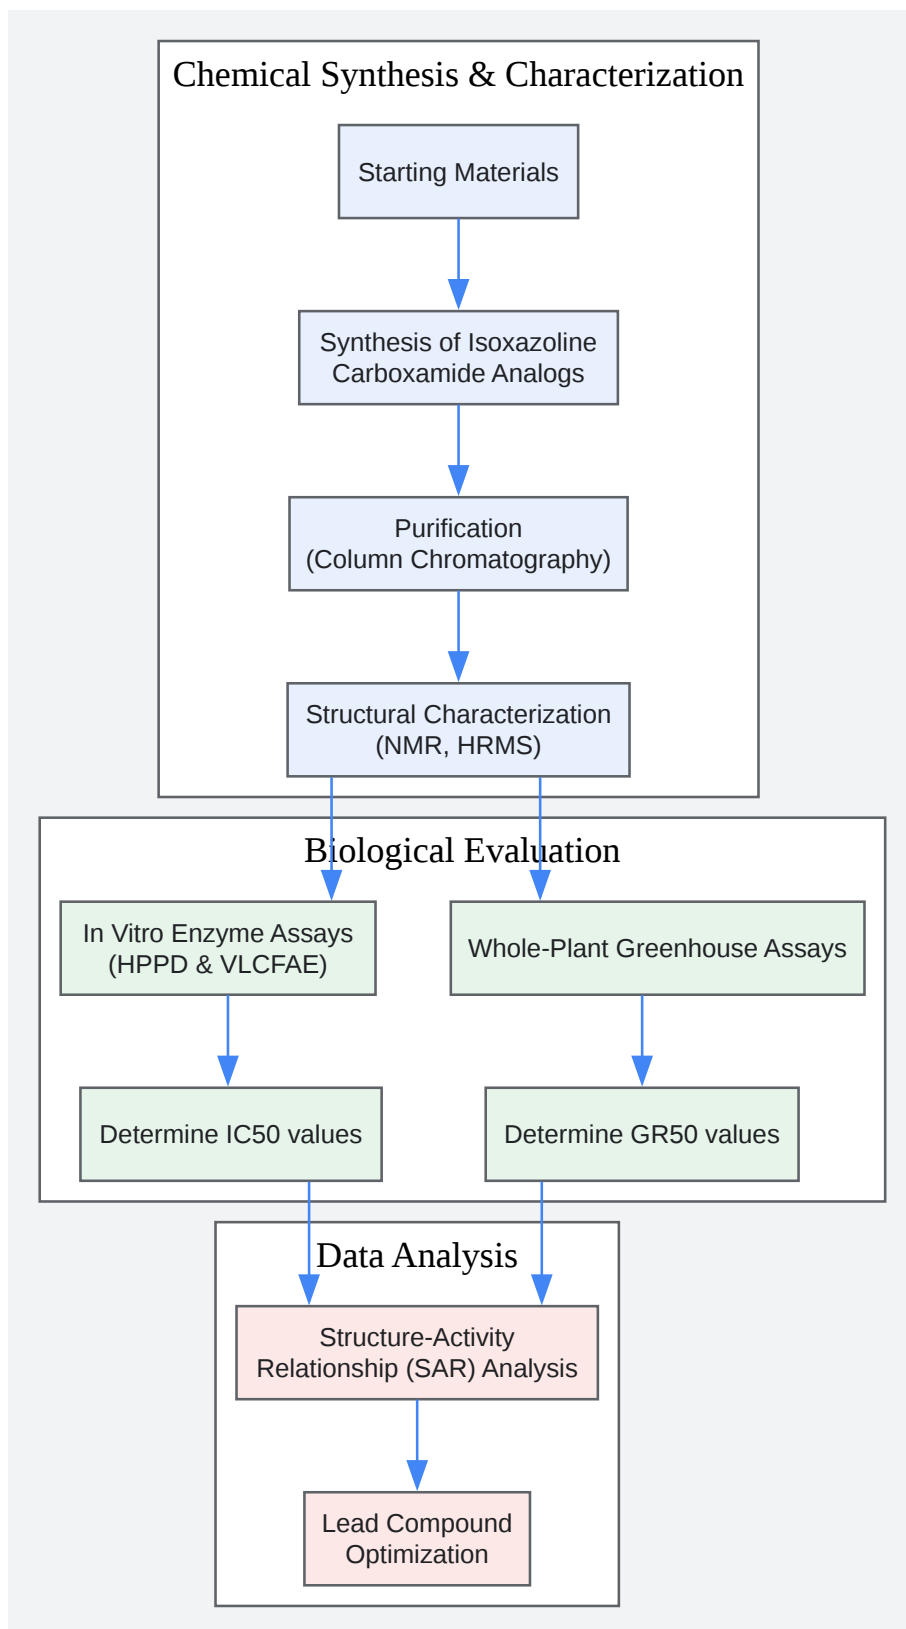 Chemical Synthesis & Characterization
Starting Materials
Synthesis of Isoxazoline
Carboxamide Analogs
Purification
(Column Chromatography)
Structural Characterization
(NMR, HRMS)
Biological Evaluation
In Vitro Enzyme Assays
(HPPD & VLCFAE)
Whole-Plant Greenhouse Assays
Determine IC50 values
Determine GR50 values
Data Analysis
Structure-Activity
Relationship (SAR) Analysis
Lead Compound
Optimization